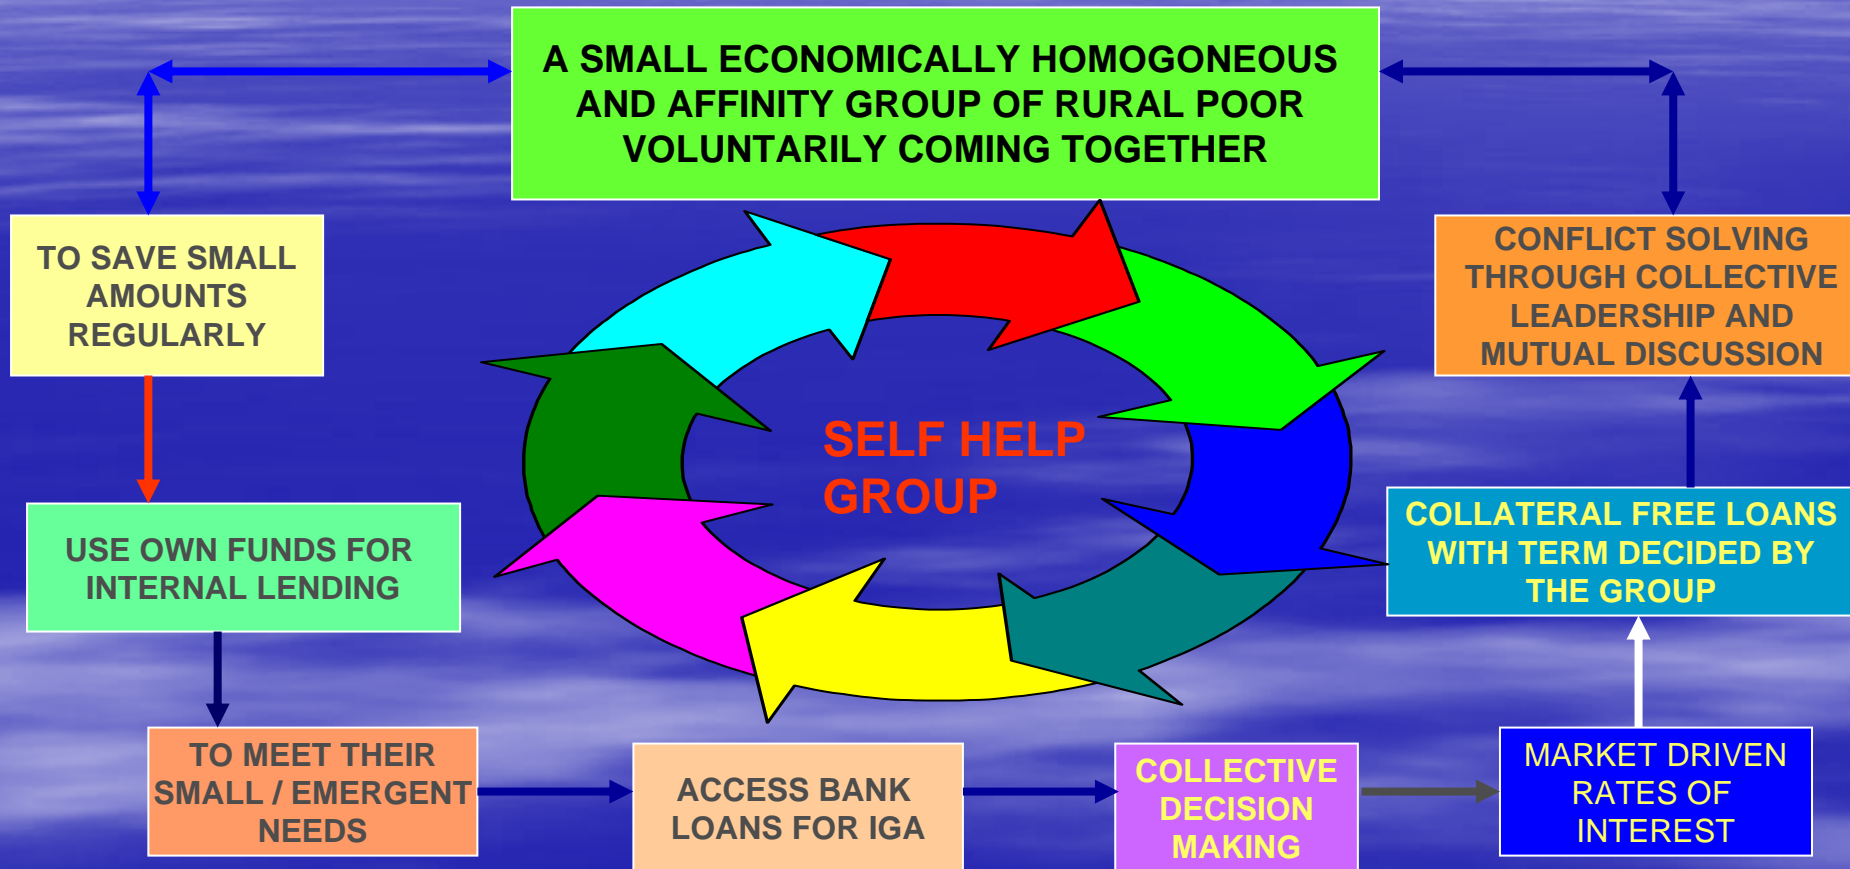 A SMALL ECONOMICALLY HOMOGONEOUS
AND AFFINITY GROUP OF RURAL POOR
VOLUNTARILY COMING TOGETHER
TO SAVE SMALL
AMOUNTS
REGULARLY
CONFLICT SOLVING
THROUGH COLLECTIVE
LEADERSHIP AND
MUTUAL DISCUSSION
SELF HELP
GROUP
USE OWN FUNDS FOR
INTERNAL LENDING
COLLATERAL FREE LOANS
WITH TERM DECIDED BY
THE GROUP
TO MEET THEIR
SMALL / EMERGENT
NEEDS
ACCESS BANK
LOANS FOR IGA
COLLECTIVE
DECISION
MAKING
MARKET DRIVEN
RATES OF
INTEREST